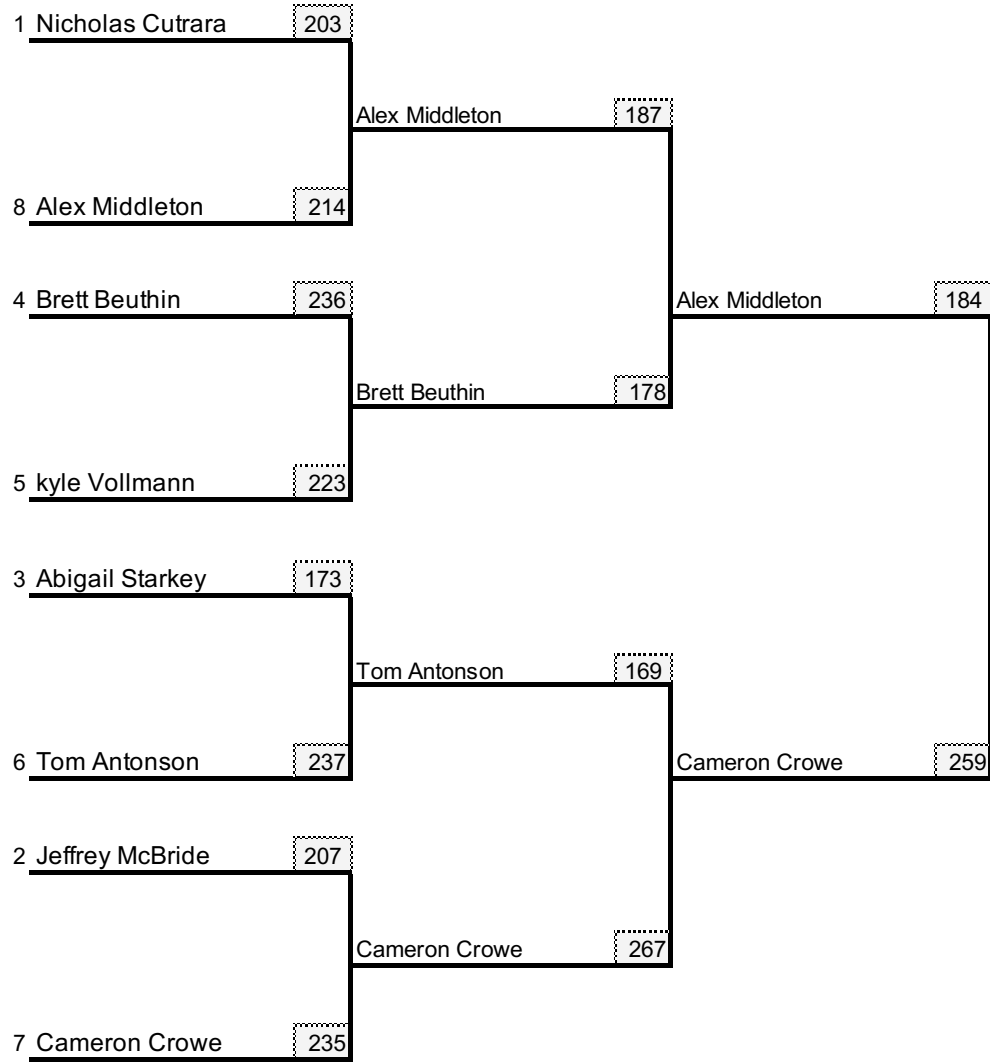 1 Nicholas Cutrara 203
Alex Middleton 187
8 Alex Middleton 214
4 Brett Beuthin 236
Alex Middleton 184
Brett Beuthin 178
5 kyle Vollmann 223
3 Abigail Starkey 173
Tom Antonson 169
6 Tom Antonson 237
Cameron Crowe 259
2 Jeffrey McBride 207
Cameron Crowe 267
7 Cameron Crowe 235